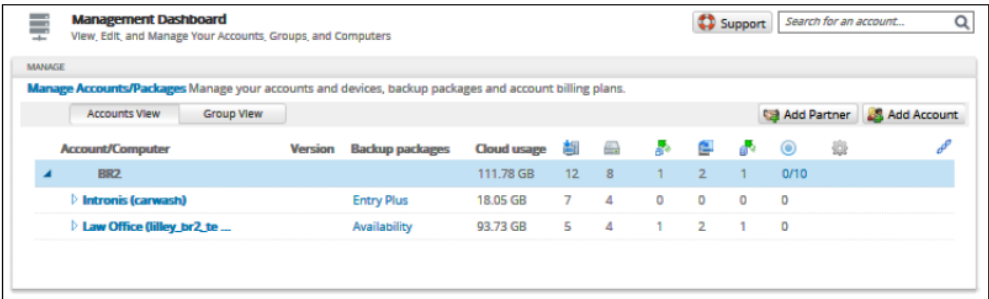 Management Dashboard
View, Edit, and Manage Your Accounts, Groups, and Computers
Support
Search for an account...
MANAGE
Manage Accounts/Packages Manage your accounts and devices, backup packages and account billing plans.
Accounts View Group View Add Partner Add Account
Account/Computer Version Backup packages Cloud usage
BR2 111.78 GB 12 8 1 2 1 0/10
Intronis (carwash) Entry Plus 18.05 GB 7 4 0 0 0 0
Law Office (lilley_br2_te ... Availability 93.73 GB 5 4 1 2 1 0